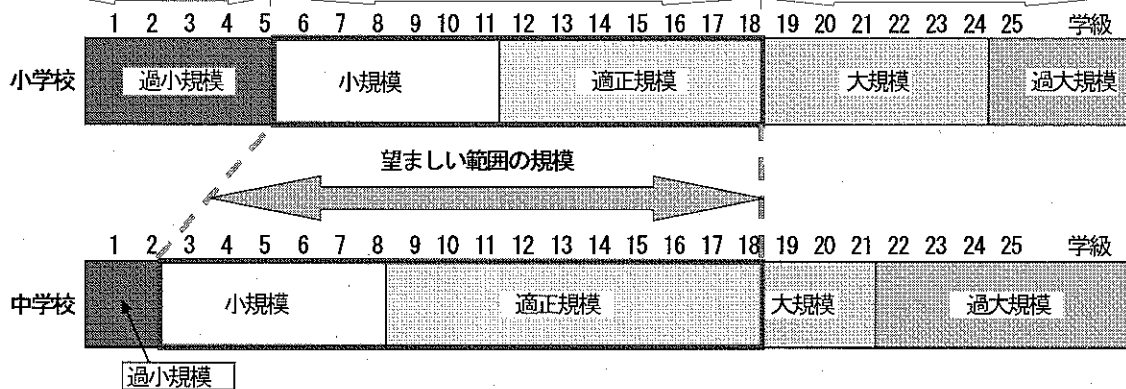 1 2 3 4 5 6 7 8 9 10 11 12 13 14 15 16 17 18 19 20 21 22 23 24 25 学級
小学校 過小規模 小規模 適正規模 大規模 過大規模
望ましい範囲の規模
1 2 3 4 5 6 7 8 9 10 11 12 13 14 15 16 17 18 19 20 21 22 23 24 25 学級
中学校 小規模 適正規模 大規模 過大規模
過小規模